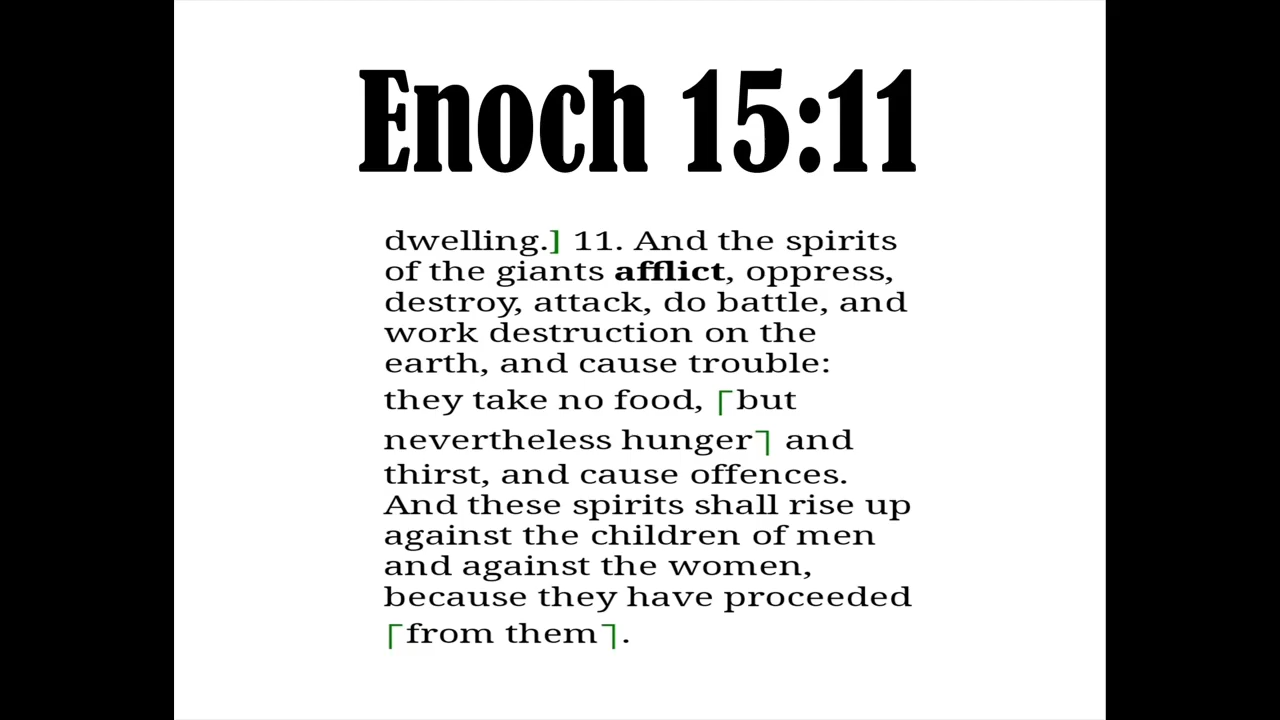 Enoch 15:11
dwelling.] 11. And the spirits
of the giants afflict, oppress,
destroy, attack, do battle, and
work destruction on the
earth, and cause trouble:
they take no food, ⌈but
nevertheless hunger⌉ and
thirst, and cause offences.
And these spirits shall rise up
against the children of men
and against the women,
because they have proceeded
⌈from them⌉.